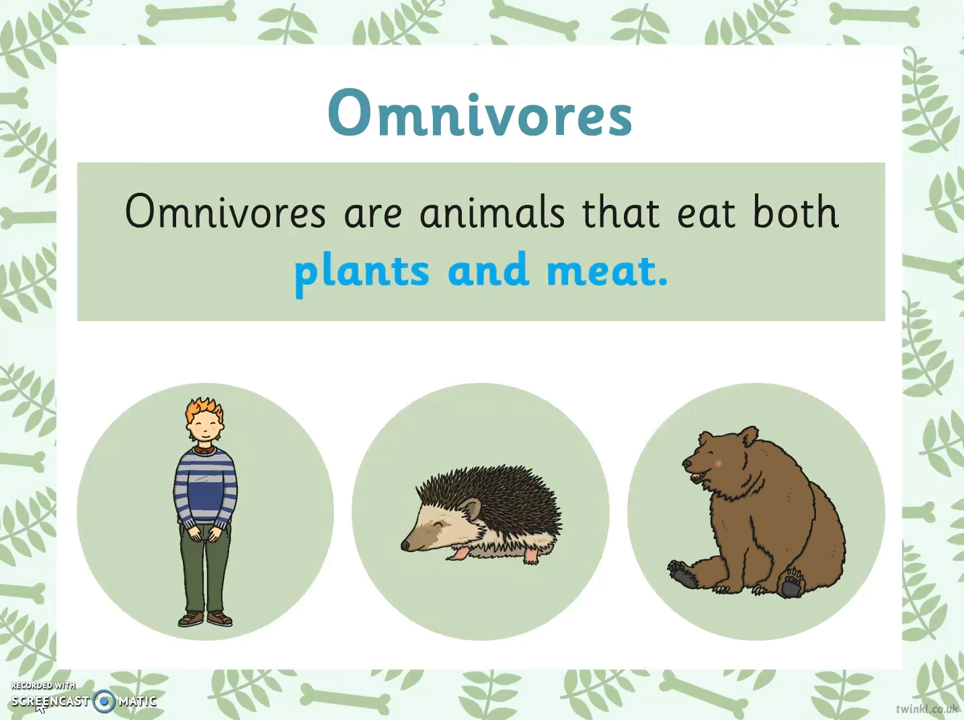 Omnivores
Omnivores are animals that eat both
plants and meat.
RECORDED WITH
SCREENCAST MATIC
twinkl.co.uk